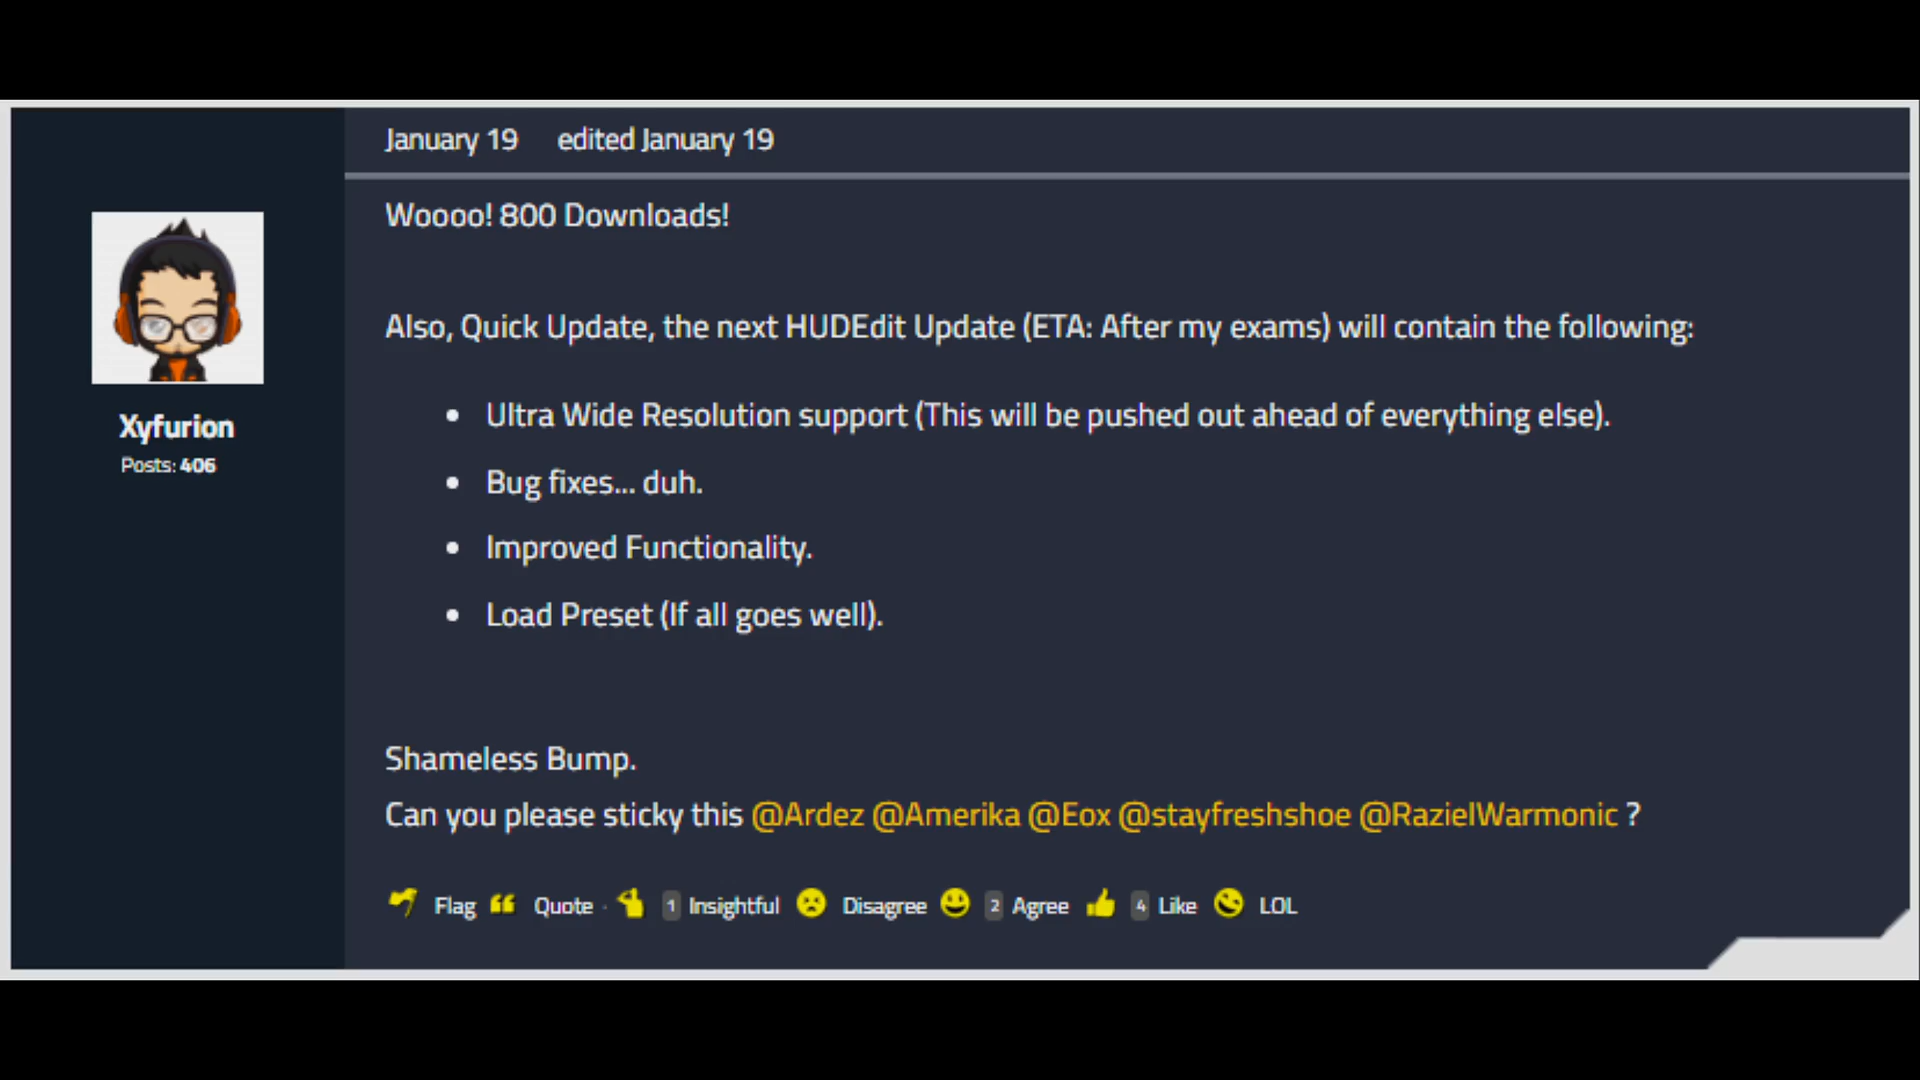 January 19 edited January 19
Xyfurion
Posts: 406
Woooo! 800 Downloads!
Also, Quick Update, the next HUDEdit Update (ETA: After my exams) will contain the following:
• Ultra Wide Resolution support (This will be pushed out ahead of everything else).
• Bug fixes... duh.
• Improved Functionality.
• Load Preset (If all goes well).
Shameless Bump.
Can you please sticky this @Ardez @Amerika @Eox @stayfreshshoe @RazielWarmonic ?
Flag Quote · 1 Insightful Disagree 2 Agree 4 Like LOL